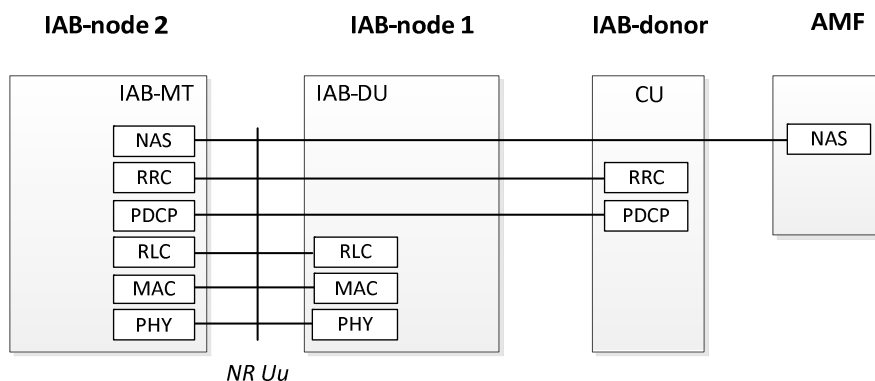 IAB-node 2 IAB-node 1 IAB-donor AMF
IAB-MT IAB-DU CU
NAS NAS
RRC RRC
PDCP PDCP
RLC RLC
MAC MAC
PHY PHY
NR Uu